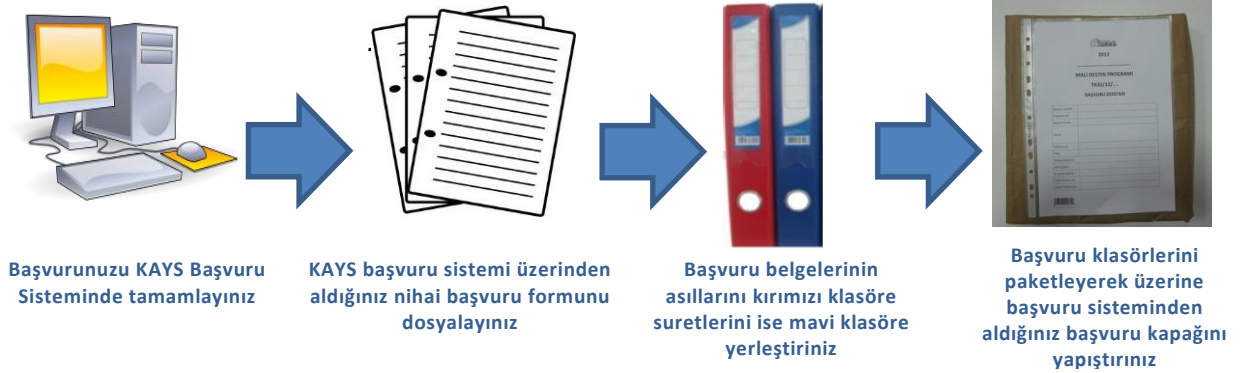 2012
MALİ DESTEK PROGRAMI
BAŞVURU DOSYASI
Başvurunuzu KAYS Başvuru
Sisteminde tamamlayınız
KAYS başvuru sistemi üzerinden
aldığınız nihai başvuru formunu
dosyalayınız
Başvuru belgelerinin
asıllarını kırımızı klasöre
suretlerini ise mavi klasöre
yerleştiriniz
Başvuru klasörlerini
paketleyerek üzerine
başvuru sisteminden
aldığınız başvuru kapağını
yapıştırınız